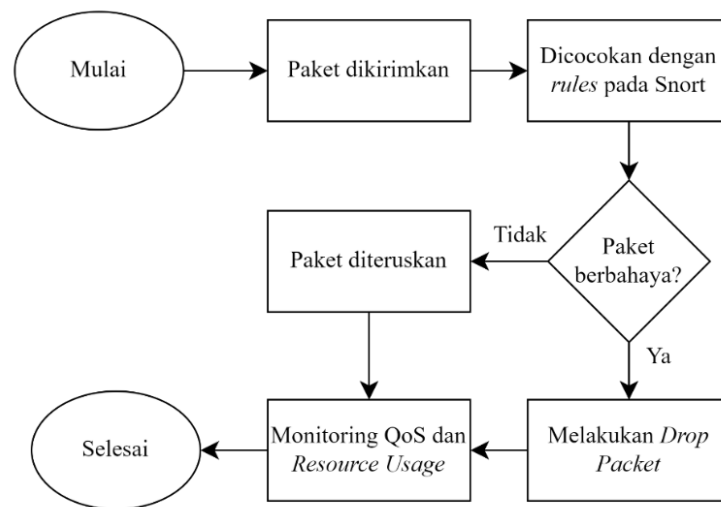 Mulai
Paket dikirimkan
Dicocokan dengan
rules pada Snort
Paket
berbahaya?
Tidak
Paket diteruskan
Ya
Melakukan Drop
Packet
Monitoring QoS dan
Resource Usage
Selesai